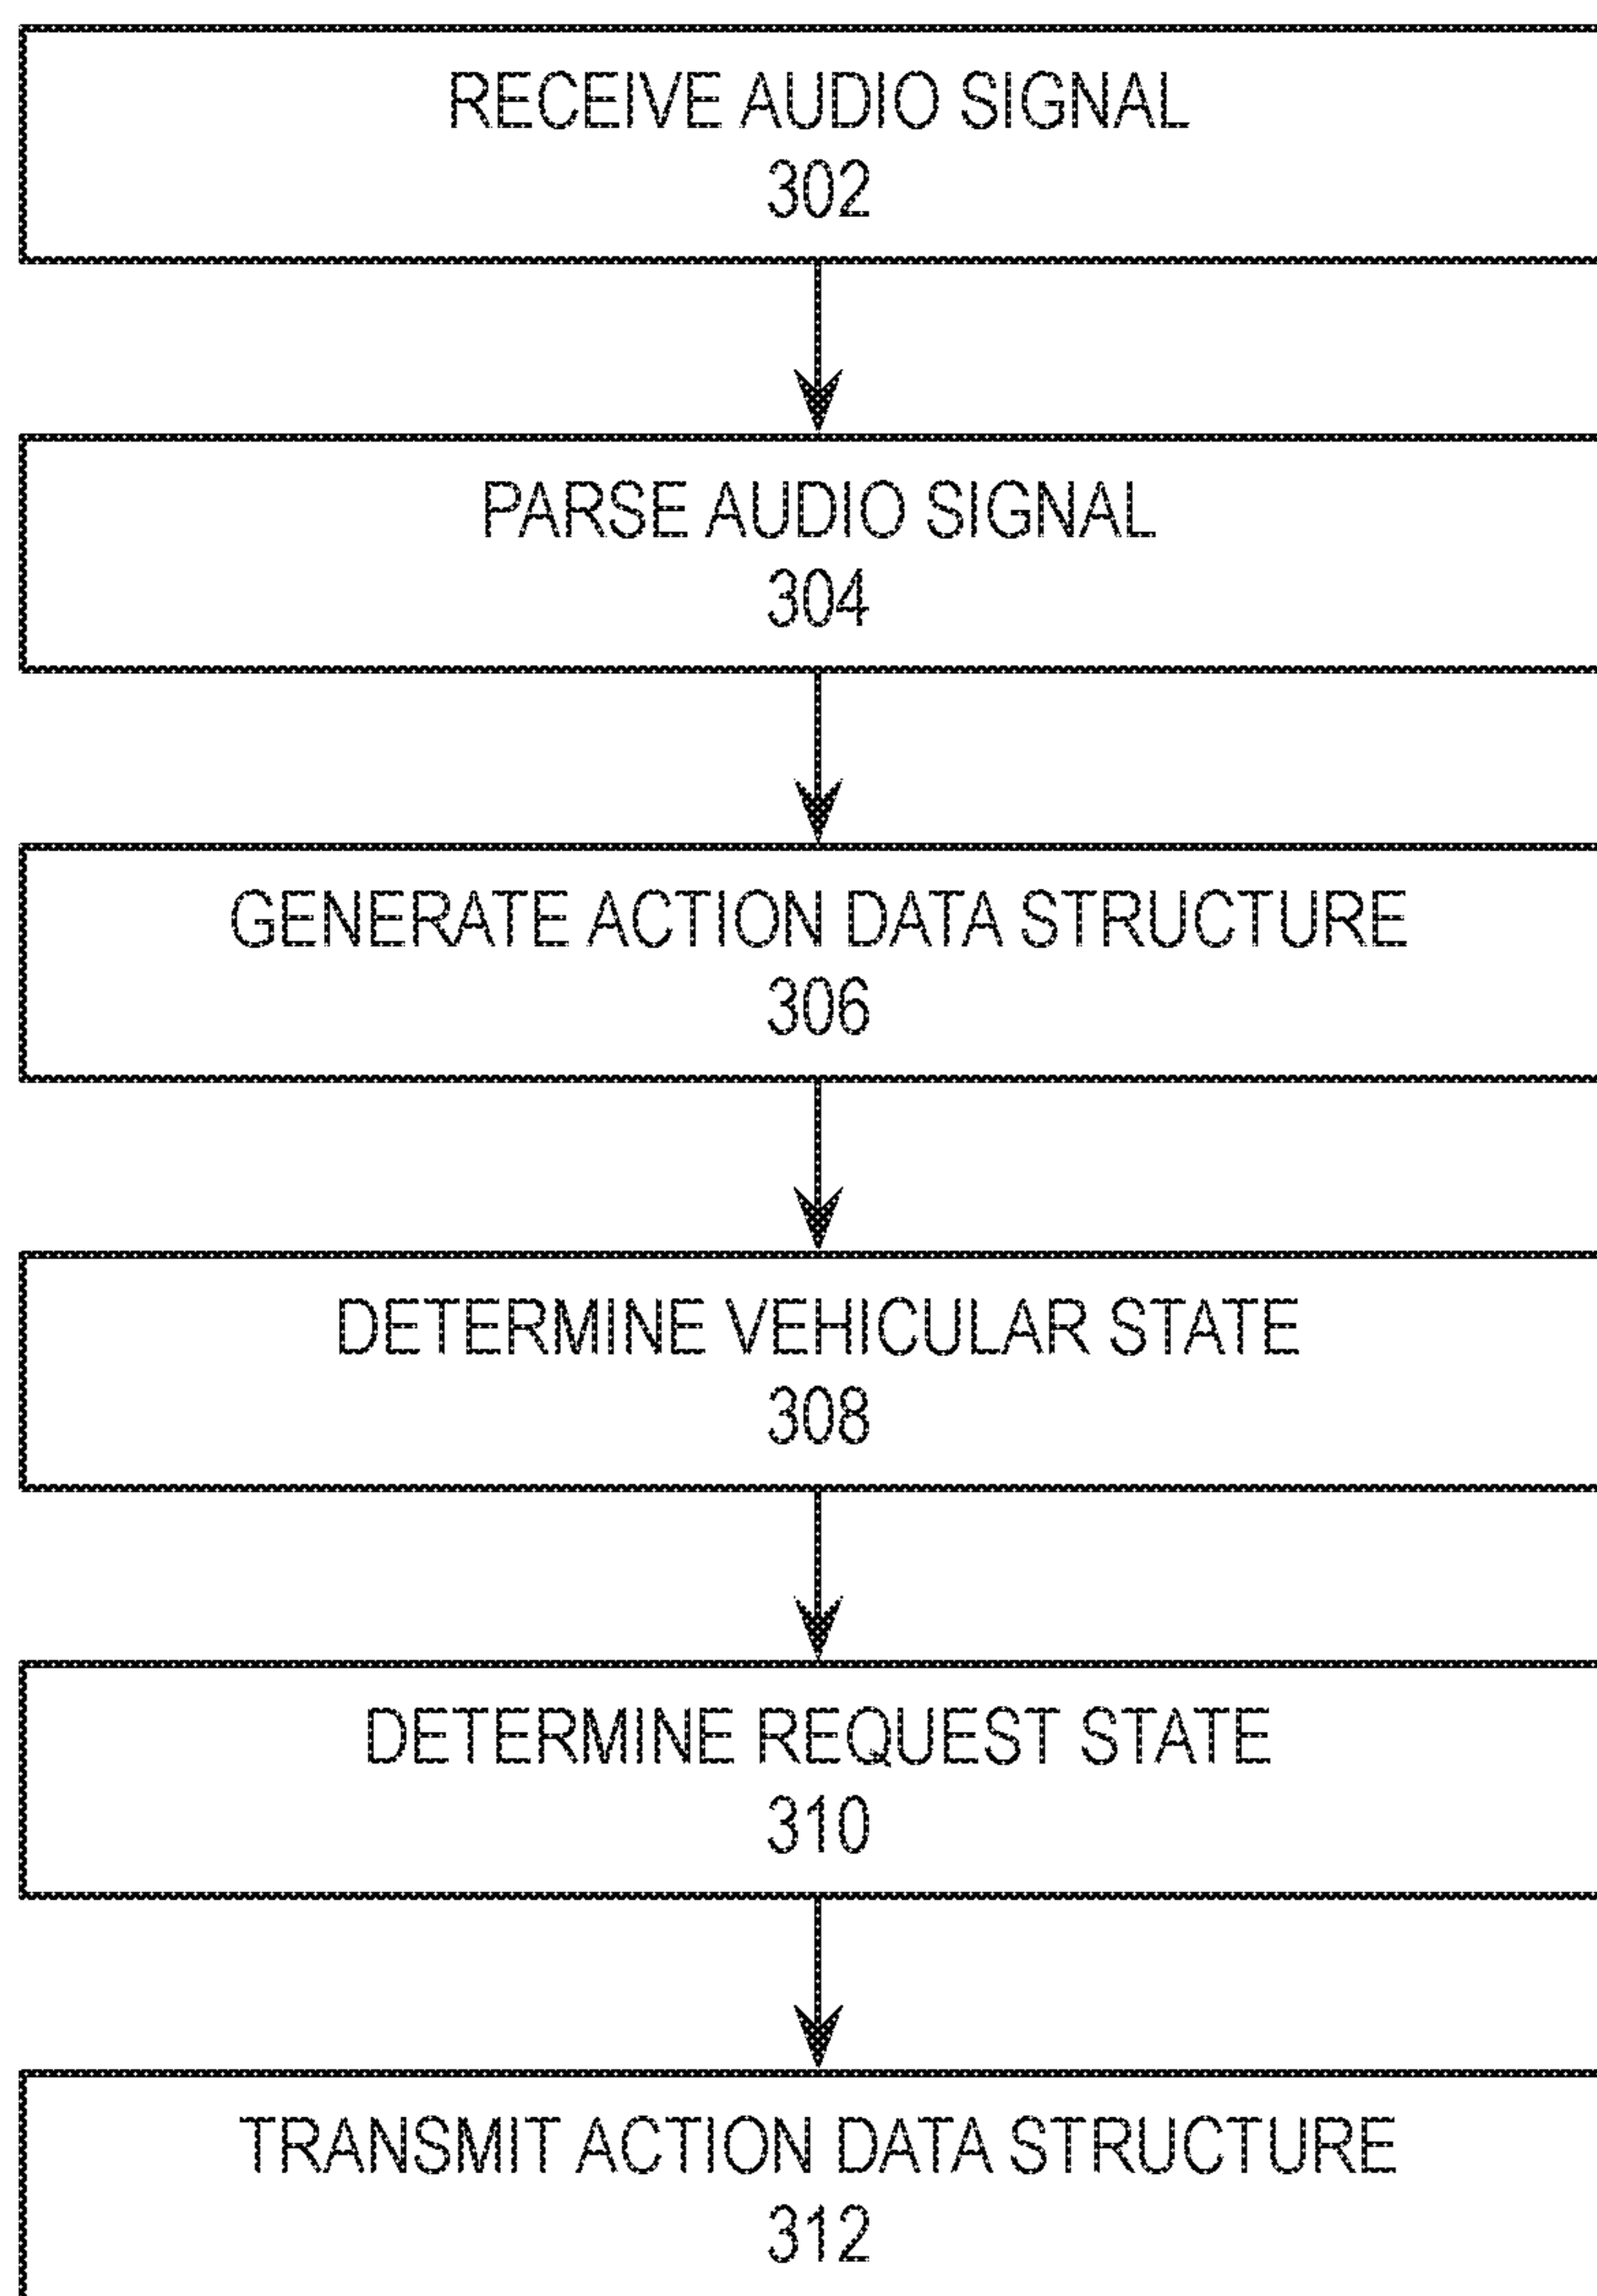 RECEIVE AUDIO SIGNAL
302
PARSE AUDIO SIGNAL
304
GENERATE ACTION DATA STRUCTURE
306
DETERMINE VEHICULAR STATE
308
DETERMINE REQUEST STATE
310
TRANSMIT ACTION DATA STRUCTURE
312